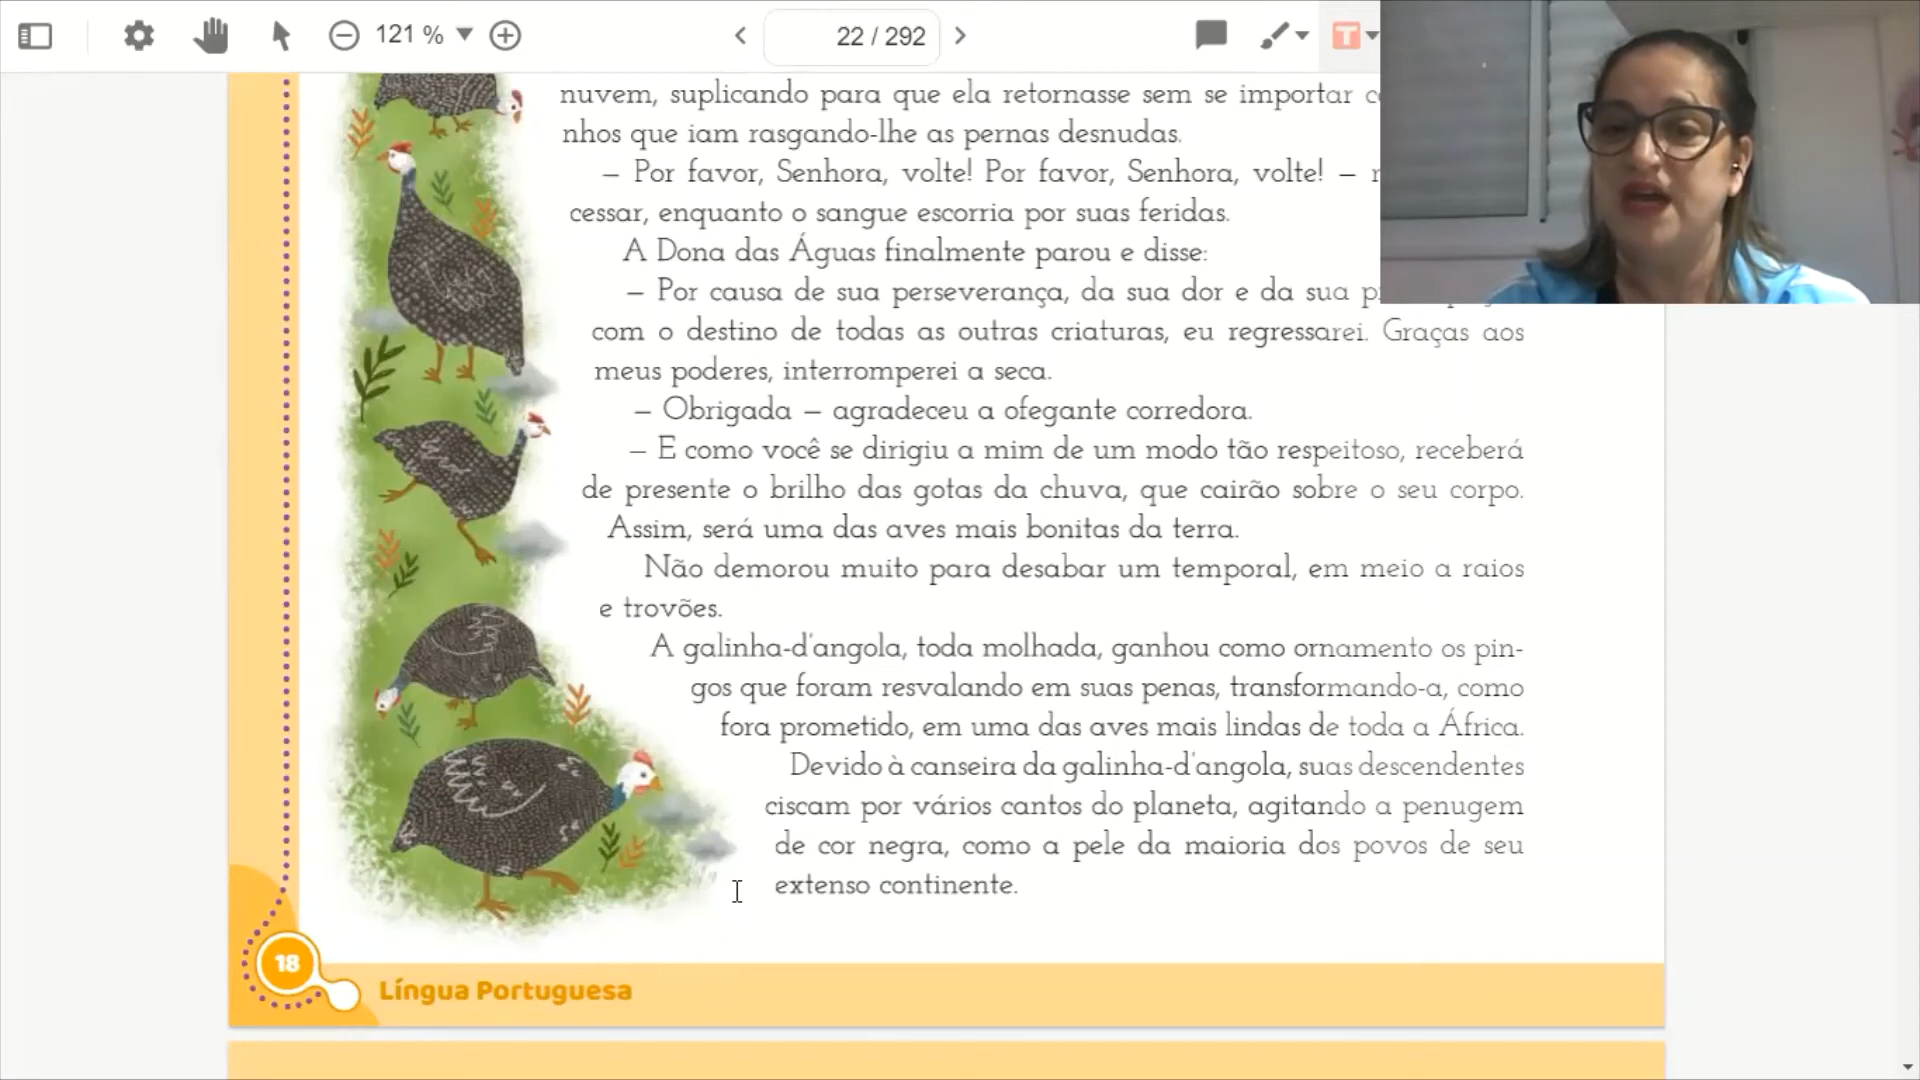 121 %
22 / 292
T
nuvem, suplicando para que ela retornasse sem se importar
nhos que iam rasgando-lhe as pernas desnudas.
– Por favor, Senhora, volte! Por favor, Senhora, volte! –
cessar, enquanto o sangue escorria por suas feridas.
A Dona das Águas finalmente parou e disse:
– Por causa de sua perseverança, da sua dor e da sua
com o destino de todas as outras criaturas, eu regressarei. Graças aos
meus poderes, interromperei a seca.
– Obrigada – agradeceu a ofegante corredora.
– E como você se dirigiu a mim de um modo tão respeitoso, receberá
de presente o brilho das gotas da chuva, que cairão sobre o seu corpo.
Assim, será uma das aves mais bonitas da terra.
Não demorou muito para desabar um temporal, em meio a raios
e trovões.
A galinha-d'angola, toda molhada, ganhou como ornamento os pin-
gos que foram resvalando em suas penas, transformando-a, como
fora prometido, em uma das aves mais lindas de toda a África.
Devido à canseira da galinha-d'angola, suas descendentes
ciscam por vários cantos do planeta, agitando a penugem
de cor negra, como a pele da maioria dos povos de seu
extenso continente.
18
Língua Portuguesa